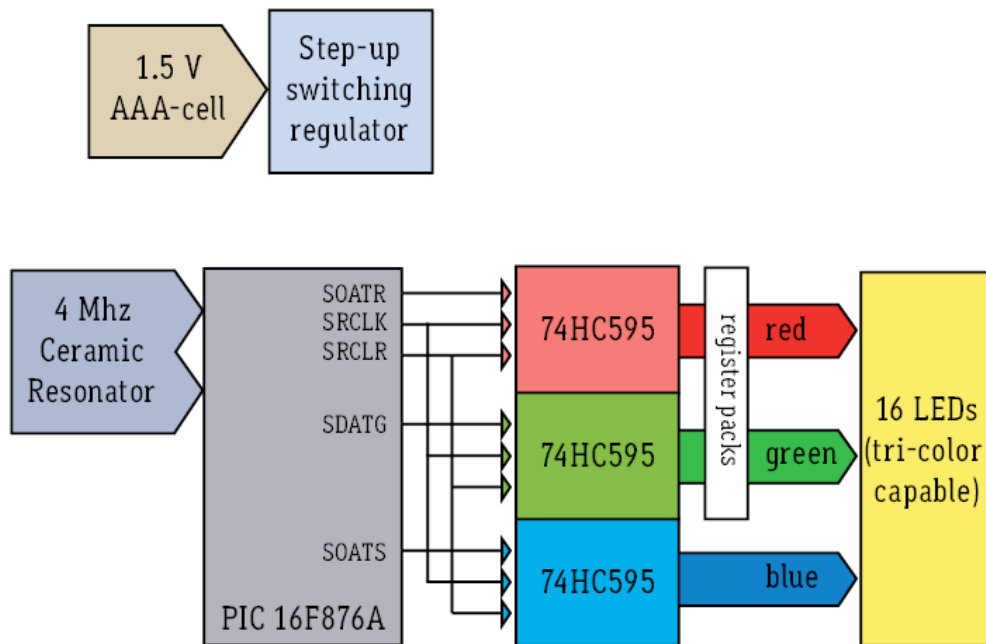 1.5 V
AAA-cell
Step-up
switching
regulator
4 Mhz
Ceramic
Resonator
SOATR
SRCLK
SRCLR
SDATG
SOATS
PIC 16F876A
74HC595
74HC595
74HC595
register packs
red
green
blue
16 LEDs
(tri-color
capable)